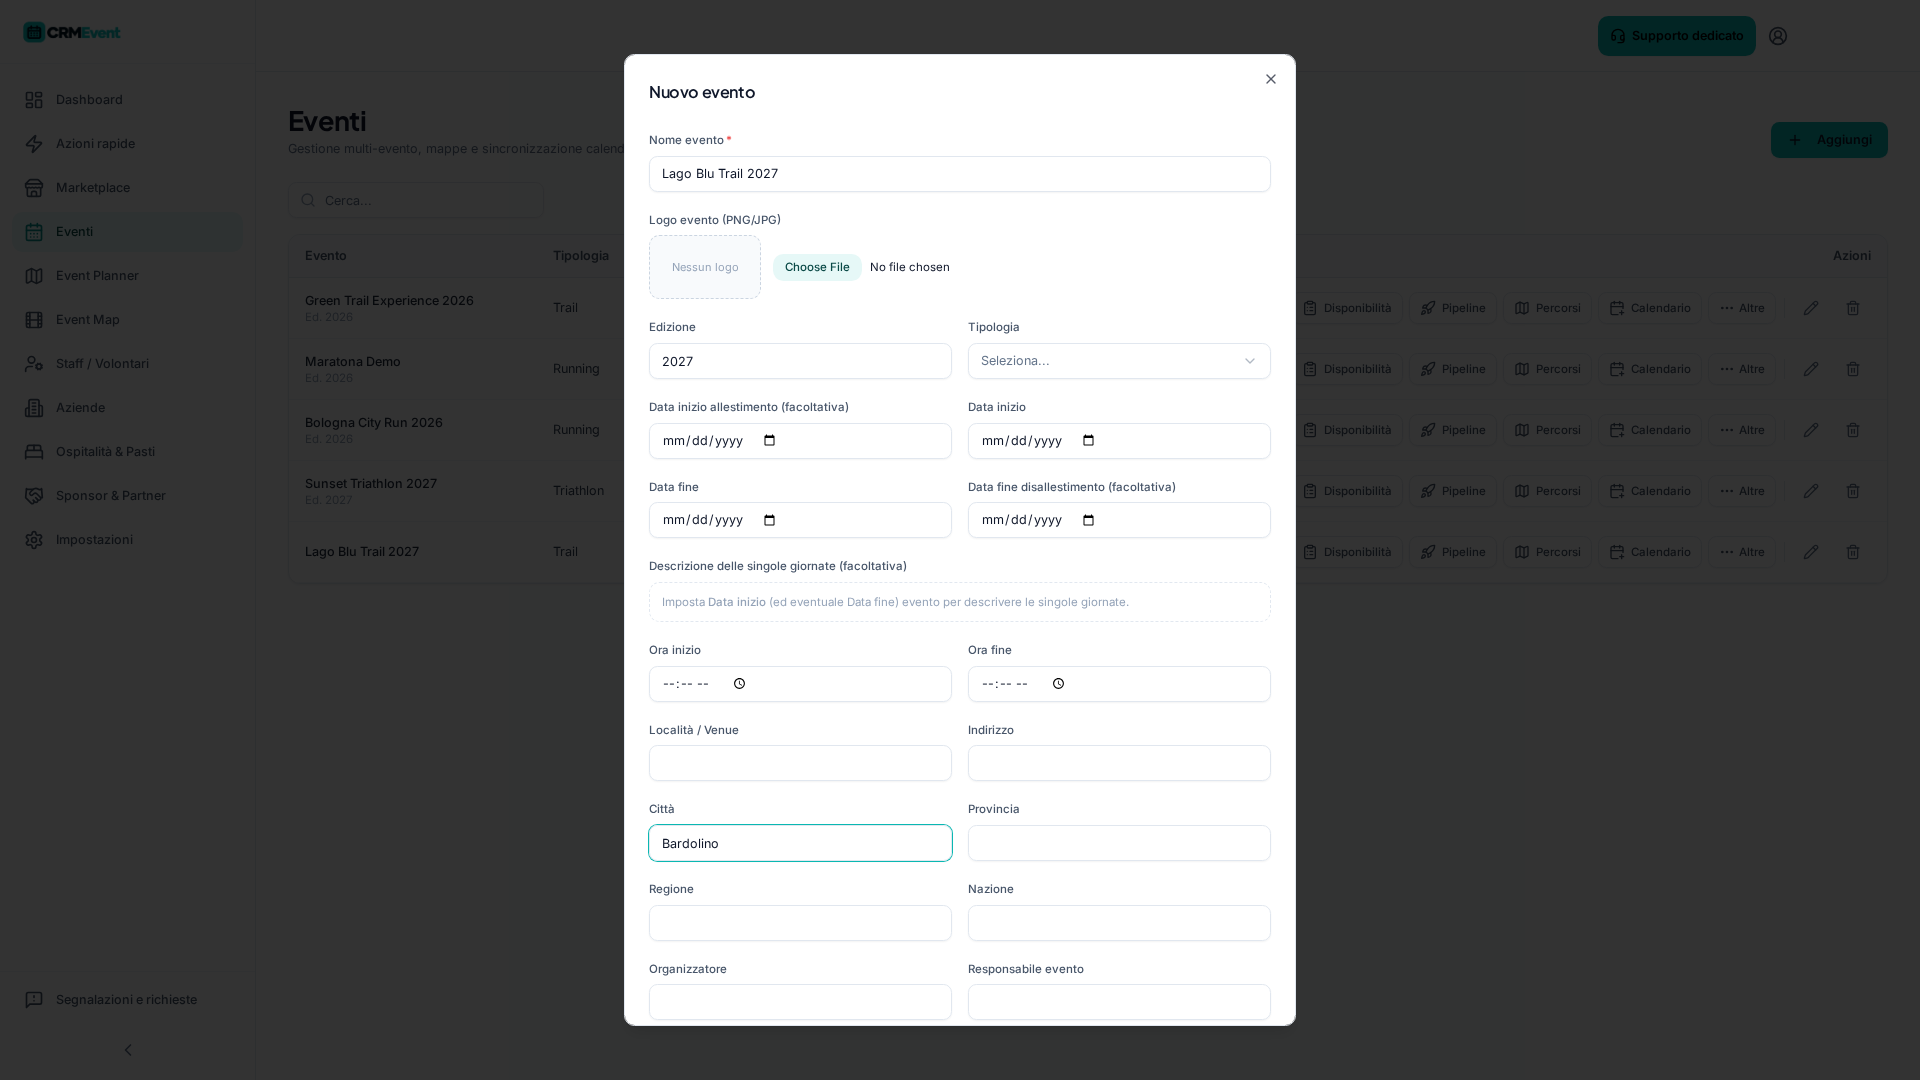 CRMEvent
Supporto dedicato
Dashboard
Azioni rapide
Marketplace
Eventi
Event Planner
Event Map
Staff / Volontari
Aziende
Ospitalità & Pasti
Sponsor & Partner
Impostazioni
Segnalazioni e richieste
Eventi
Gestione multi-evento, mappe e sincronizzazione calend
Aggiungi
Cerca...
Evento Tipologia Azioni
Green Trail Experience 2026 Trail Disponibilità Pipeline Percorsi Calendario Altre
Ed. 2026
Maratona Demo Running Disponibilità Pipeline Percorsi Calendario Altre
Ed. 2026
Bologna City Run 2026 Running Disponibilità Pipeline Percorsi Calendario Altre
Ed. 2026
Sunset Triathlon 2027 Triathlon Disponibilità Pipeline Percorsi Calendario Altre
Ed. 2027
Lago Blu Trail 2027 Trail Disponibilità Pipeline Percorsi Calendario Altre
Nuovo evento
Nome evento *
Lago Blu Trail 2027
Logo evento (PNG/JPG)
Nessun logo Choose File No file chosen
Edizione Tipologia
2027 Seleziona...
Data inizio allestimento (facoltativa) Data inizio
mm/dd/yyyy mm/dd/yyyy
Data fine Data fine disallestimento (facoltativa)
mm/dd/yyyy mm/dd/yyyy
Descrizione delle singole giornate (facoltativa)
Imposta Data inizio (ed eventuale Data fine) evento per descrivere le singole giornate.
Ora inizio Ora fine
--:-- -- --:-- --
Località / Venue Indirizzo
Città Provincia
Bardolino
Regione Nazione
Organizzatore Responsabile evento